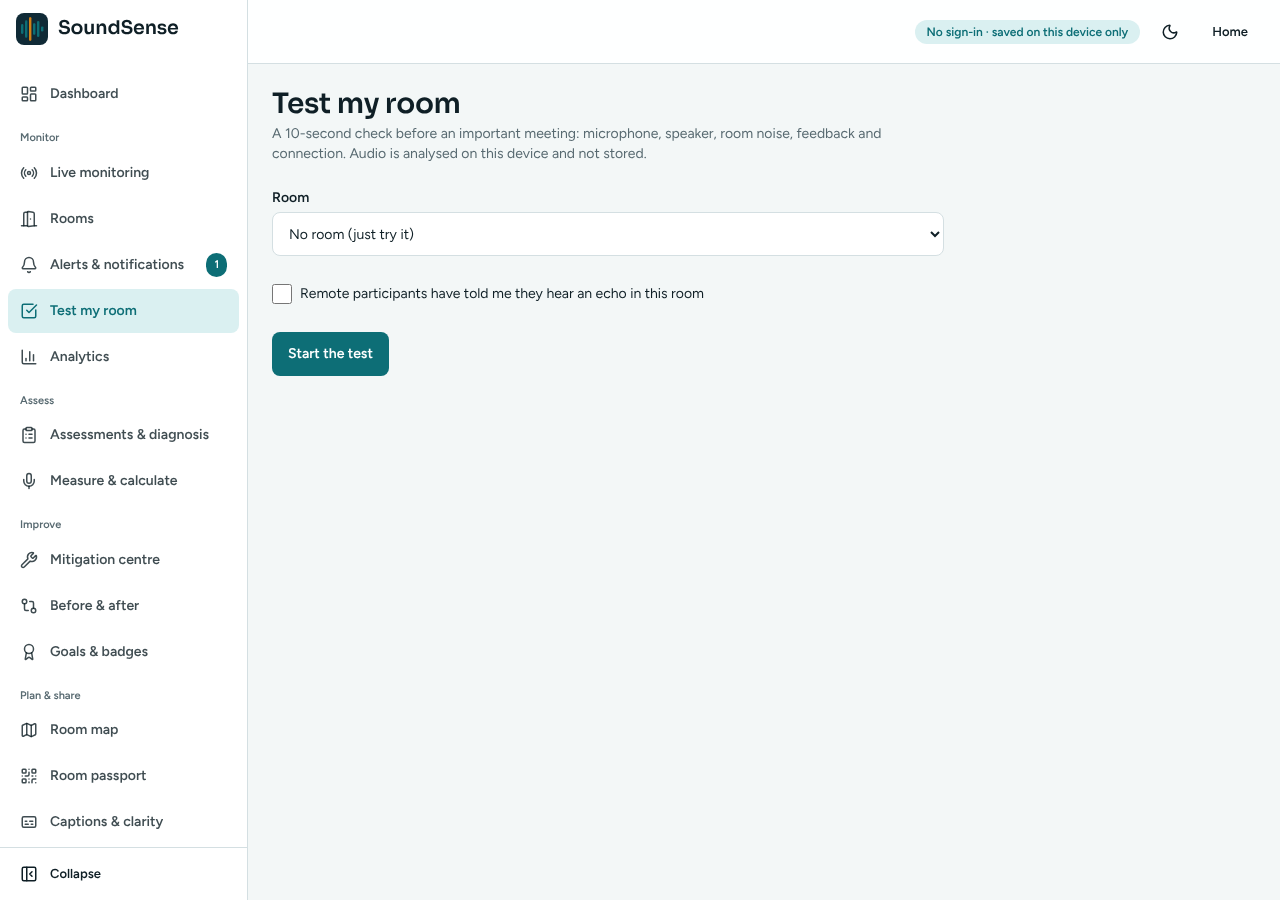 SoundSense
No sign-in · saved on this device only
Home
Dashboard
Monitor
Live monitoring
Rooms
Alerts & notifications
1
Test my room
Analytics
Assess
Assessments & diagnosis
Measure & calculate
Improve
Mitigation centre
Before & after
Goals & badges
Plan & share
Room map
Room passport
Captions & clarity
Collapse
Test my room
A 10-second check before an important meeting: microphone, speaker, room noise, feedback and
connection. Audio is analysed on this device and not stored.
Room
No room (just try it)
Remote participants have told me they hear an echo in this room
Start the test